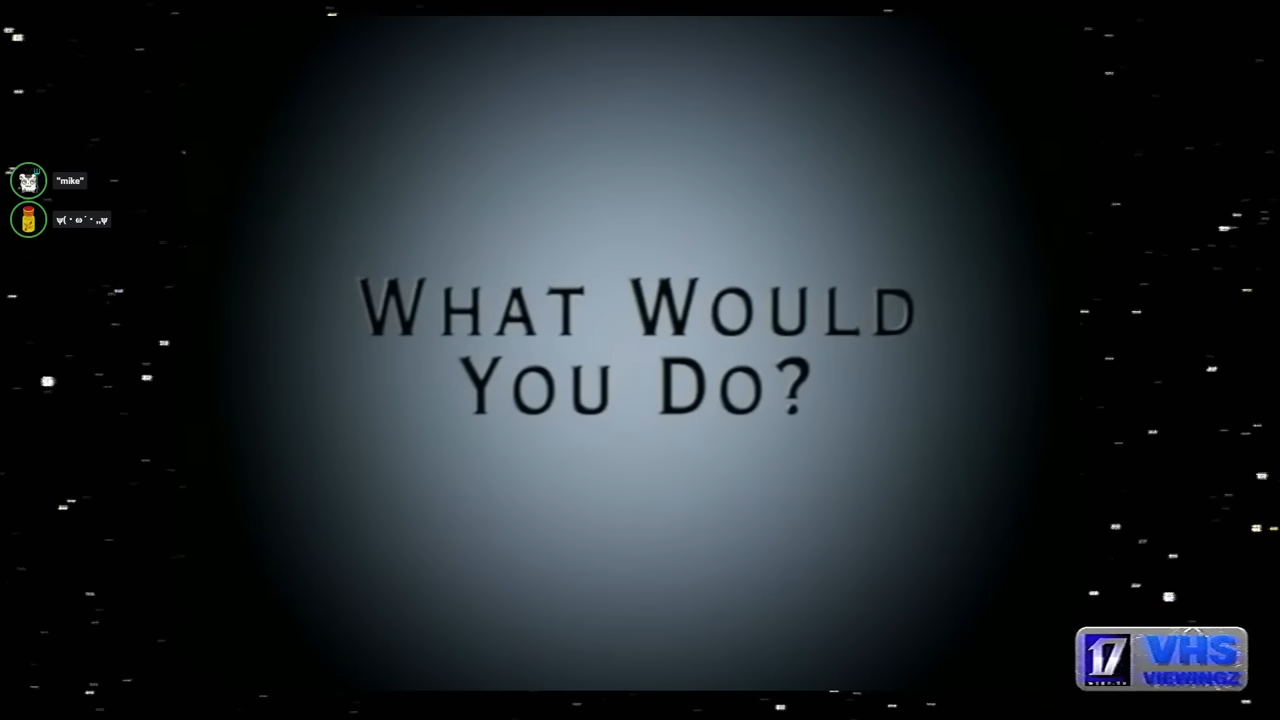 "mike"
ψ(・ω´・,,ψ
WHAT WOULD
YOU DO?
17
VHS
VIEWINGZ